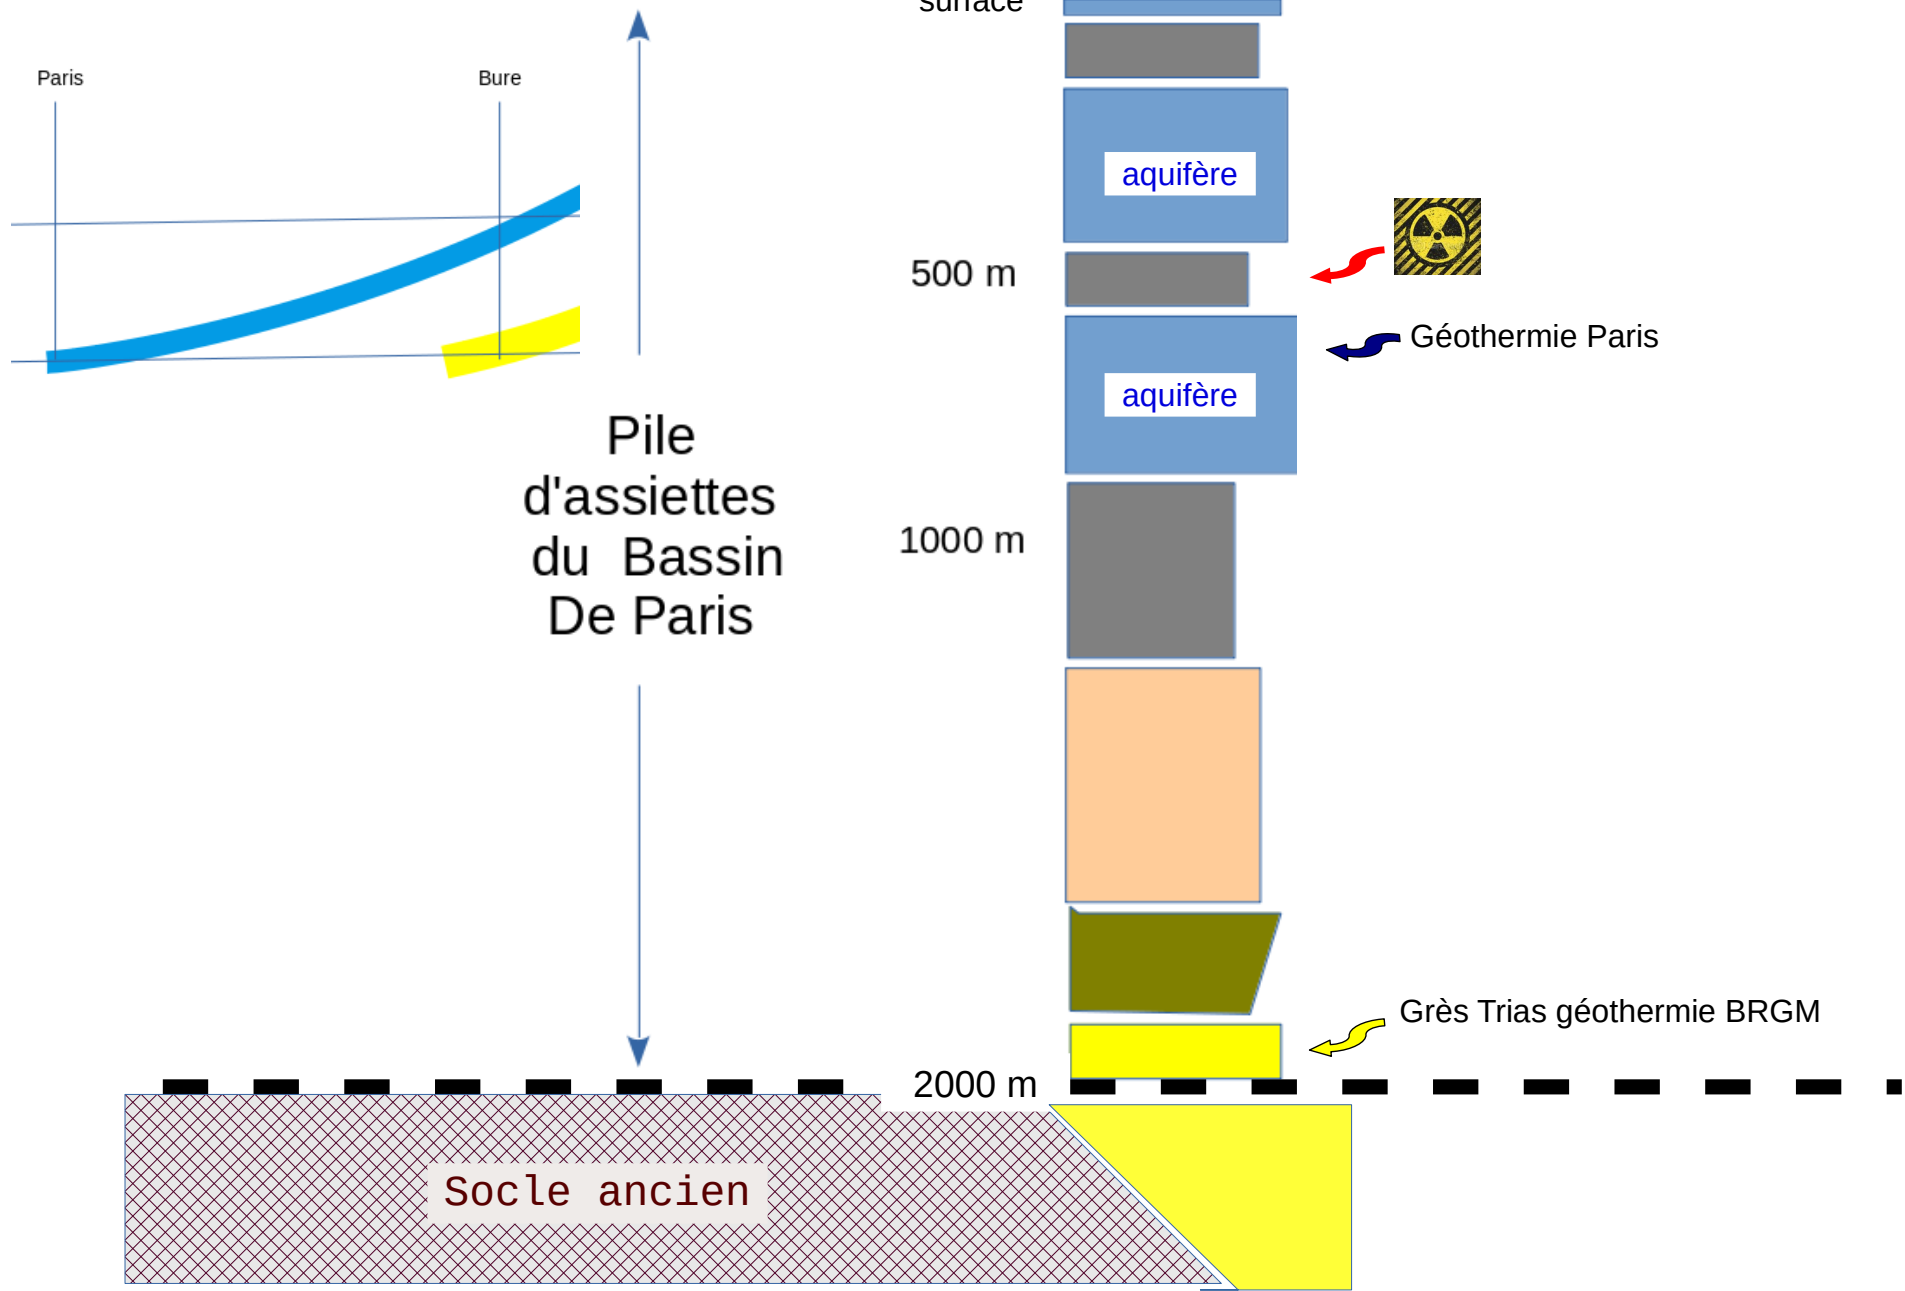 surface
Paris
Bure
aquifère
500 m
Géothermie Paris
aquifère
Pile
d'assiettes
du Bassin
De Paris
1000 m
Grès Trias géothermie BRGM
2000 m
Socle ancien